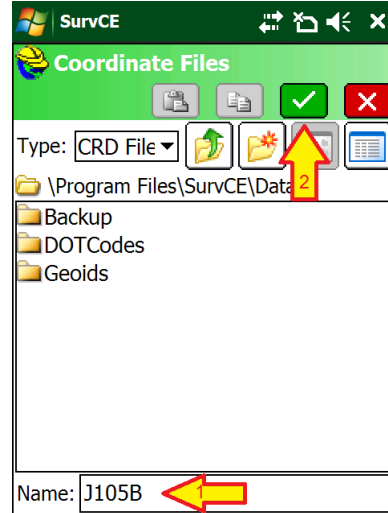 SurvCE
Coordinate Files
Type: CRD File
\Program Files\SurvCE\Data
2
Backup
DOTCodes
Geoids
Name: J105B
1